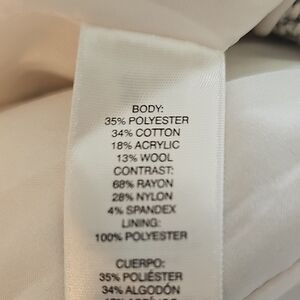 BODY:
35% POLYESTER
34% COTTON
18% ACRYLIC
13% WOOL
CONTRAST:
68% RAYON
28% NYLON
4% SPANDEX
LINING:
100% POLYESTER
CUERPO:
35% POLIÉSTER
34% ALGODÓN